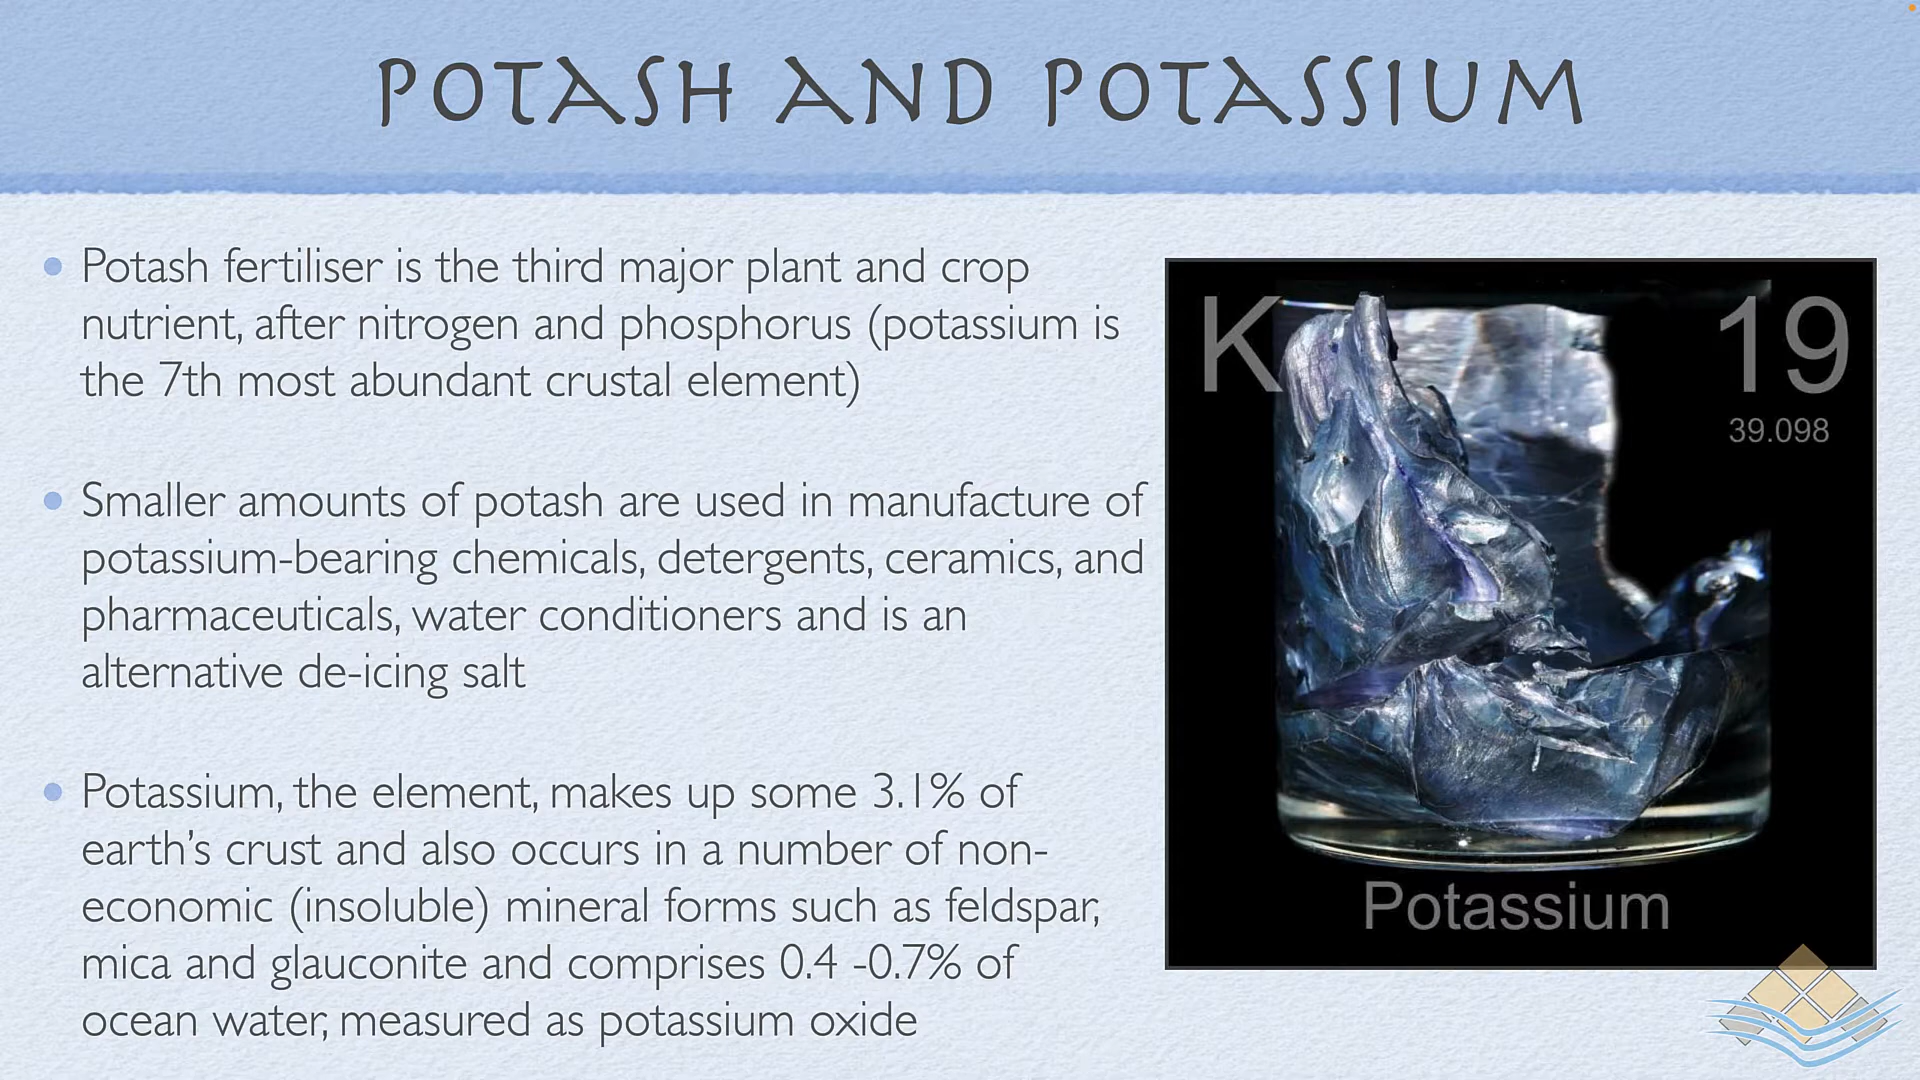 POTASH AND POTASSIUM
• Potash fertiliser is the third major plant and crop
nutrient, after nitrogen and phosphorus (potassium is
the 7th most abundant crustal element)
• Smaller amounts of potash are used in manufacture of
potassium-bearing chemicals, detergents, ceramics, and
pharmaceuticals, water conditioners and is an
alternative de-icing salt
• Potassium, the element, makes up some 3.1% of
earth’s crust and also occurs in a number of non-
economic (insoluble) mineral forms such as feldspar,
mica and glauconite and comprises 0.4 -0.7% of
ocean water, measured as potassium oxide
K 19
39.098
Potassium